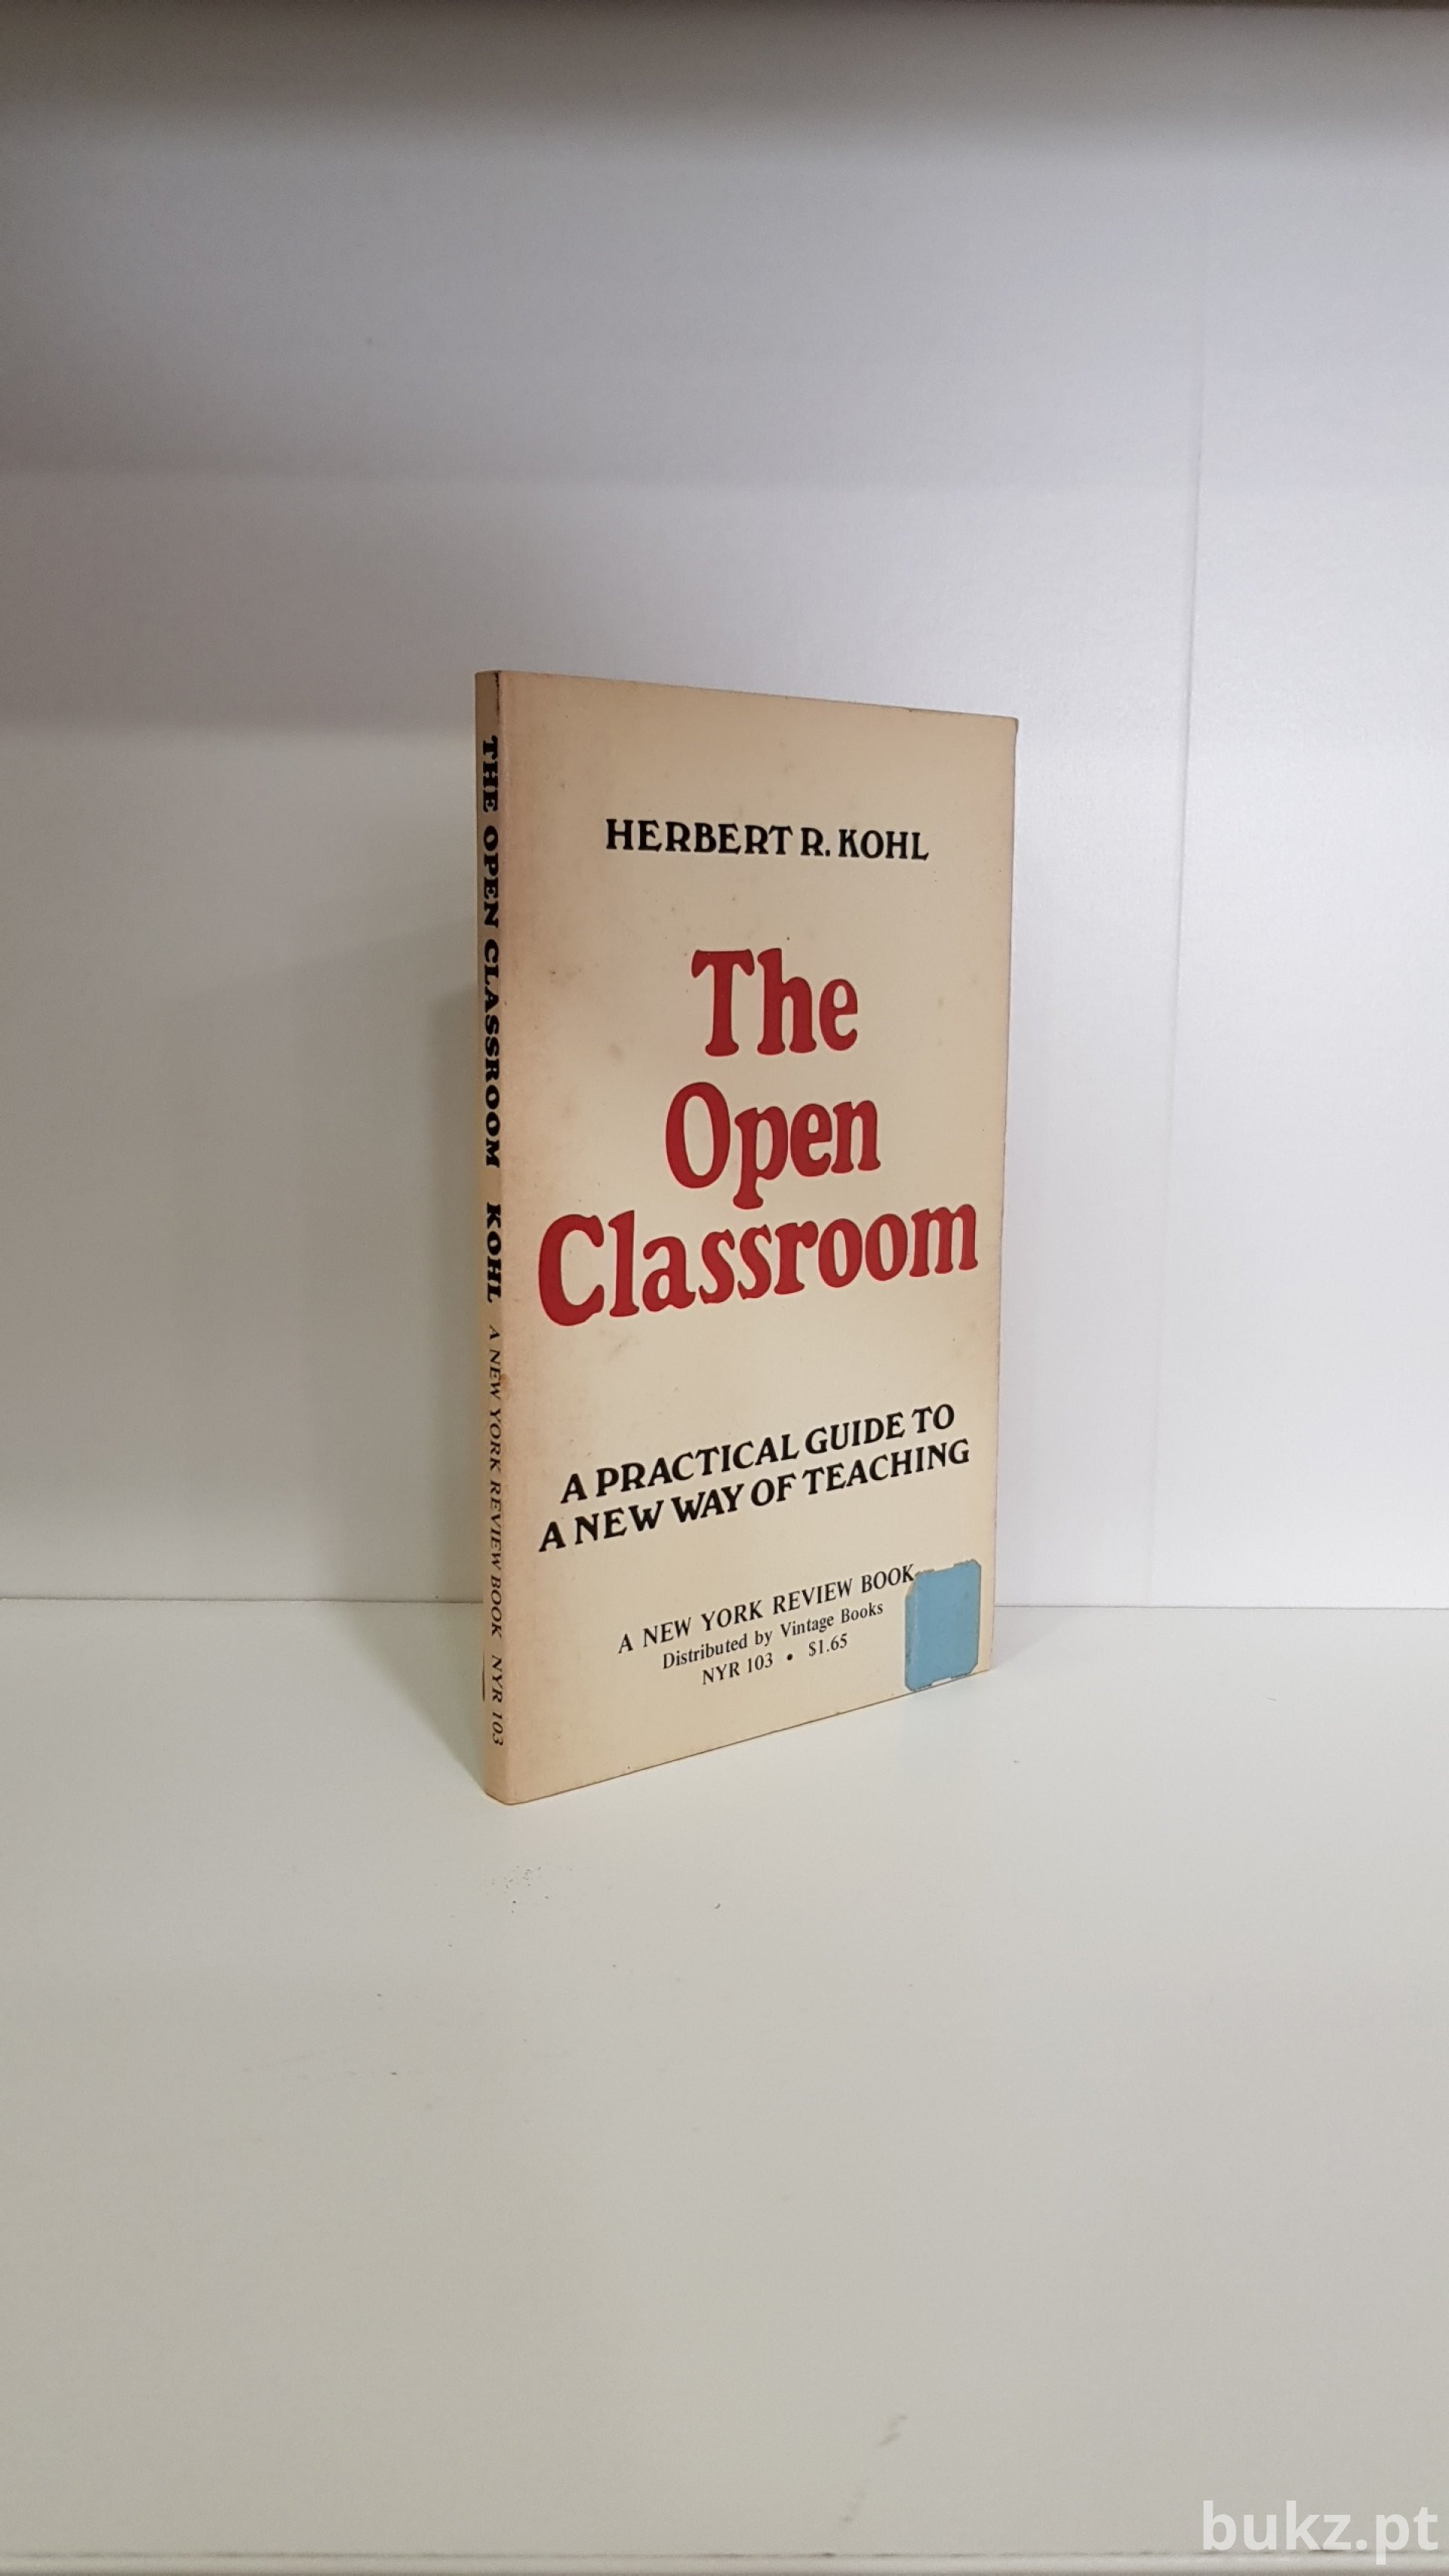 HERBERT R. KOHL
The
Open
Classroom
A PRACTICAL GUIDE TO
A NEW WAY OF TEACHING
A NEW YORK REVIEW BOOK
Distributed by Vintage Books
NYR 103 • $1.65
THE OPEN CLASSROOM KOHL A NEW YORK REVIEW BOOK NYR 103
bukz.pt